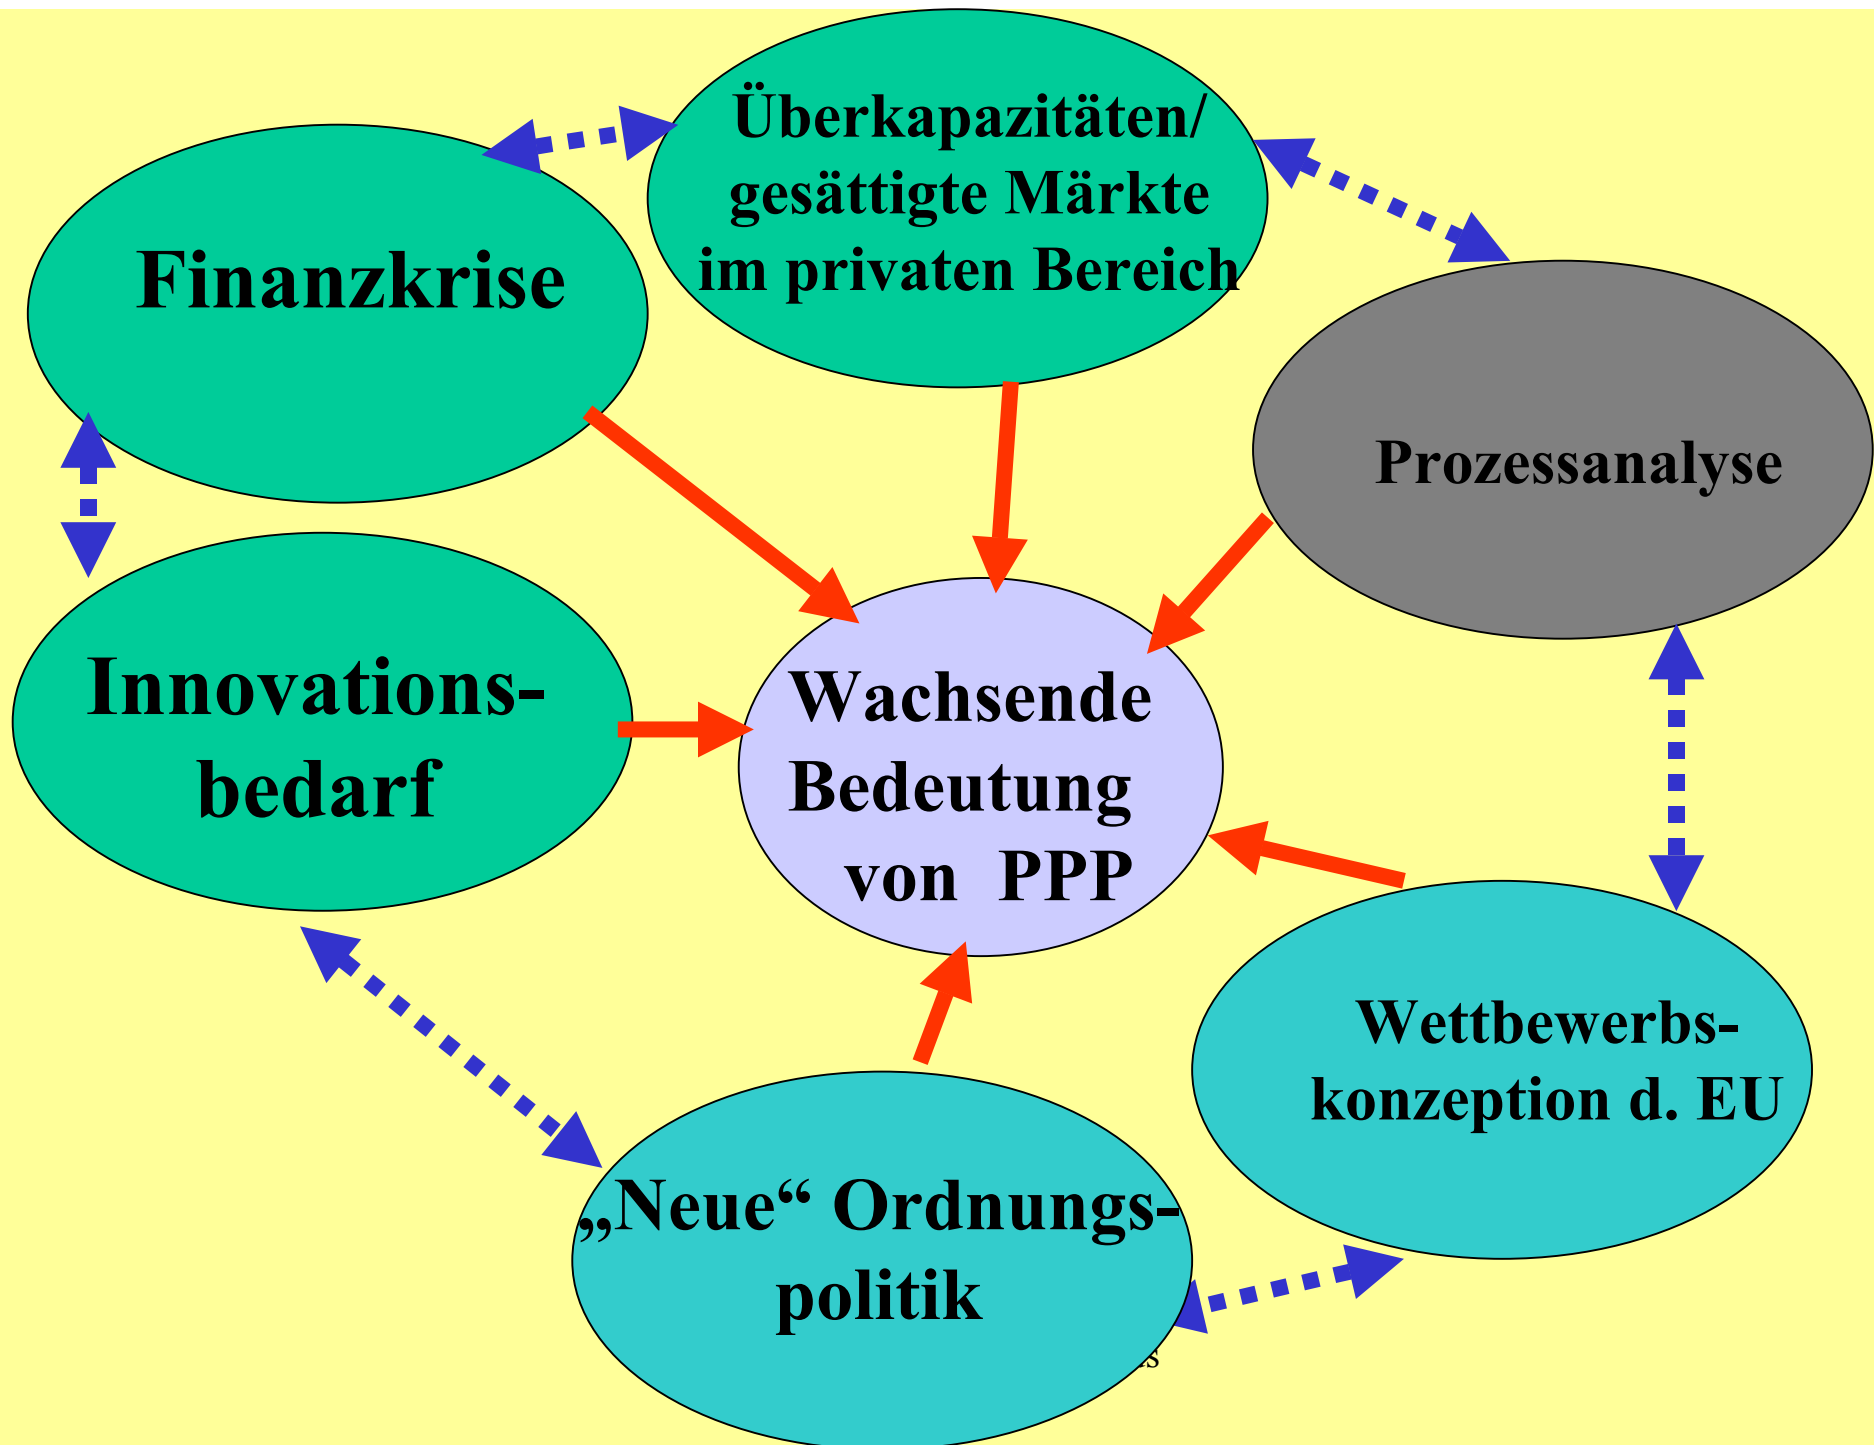 Überkapazitäten/
gesättigte Märkte
im privaten Bereich
Finanzkrise
Prozessanalyse
Innovations-
bedarf
Wachsende
Bedeutung
von PPP
Wettbewerbs-
konzeption d. EU
„Neue“ Ordnungs-
politik